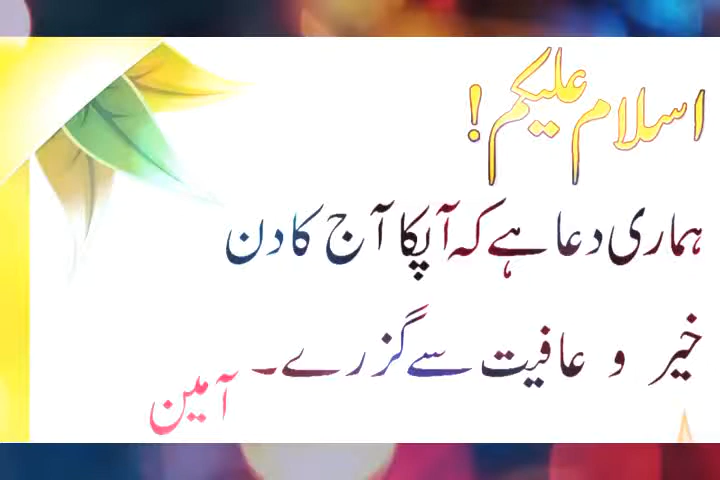 اسلام علیکم!
ہماری دعا ہے کہ آپکا آج کا دن
خیر و عافیت سے گزرے۔
آمین